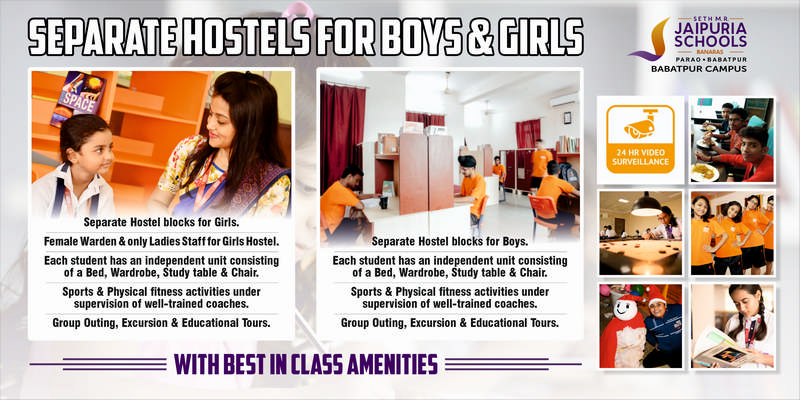 SEPARATE HOSTELS FOR BOYS & GIRLS
SETH M.R.
JAIPURIA
SCHOOLS
BANARAS
PARAO • BABATPUR
BABATPUR CAMPUS
SPACE
24 HR VIDEO
SURVEILLANCE
Separate Hostel blocks for Girls.
Female Warden & only Ladies Staff for Girls Hostel.
Each student has an independent unit consisting
of a Bed, Wardrobe, Study table & Chair.
Sports & Physical fitness activities under
supervision of well-trained coaches.
Group Outing, Excursion & Educational Tours.
Separate Hostel blocks for Boys.
Each student has an independent unit consisting
of a Bed, Wardrobe, Study table & Chair.
Sports & Physical fitness activities under
supervision of well-trained coaches.
Group Outing, Excursion & Educational Tours.
WITH BEST IN CLASS AMENITIES